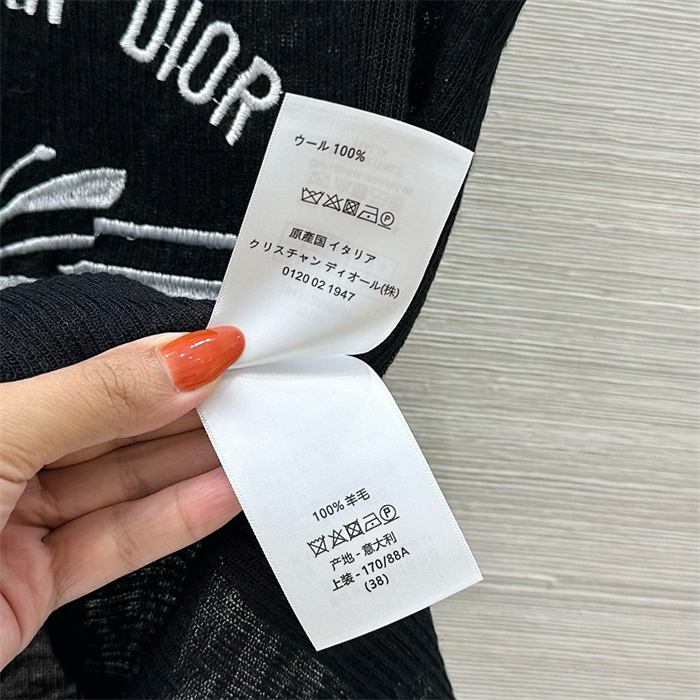 DIOR
ウール 100%
P
原産国 イタリア
クリスチャン ディオール(株)
0120 02 1947
100% 羊毛
P
产地 - 意大利
上装 - 170/88A
(38)